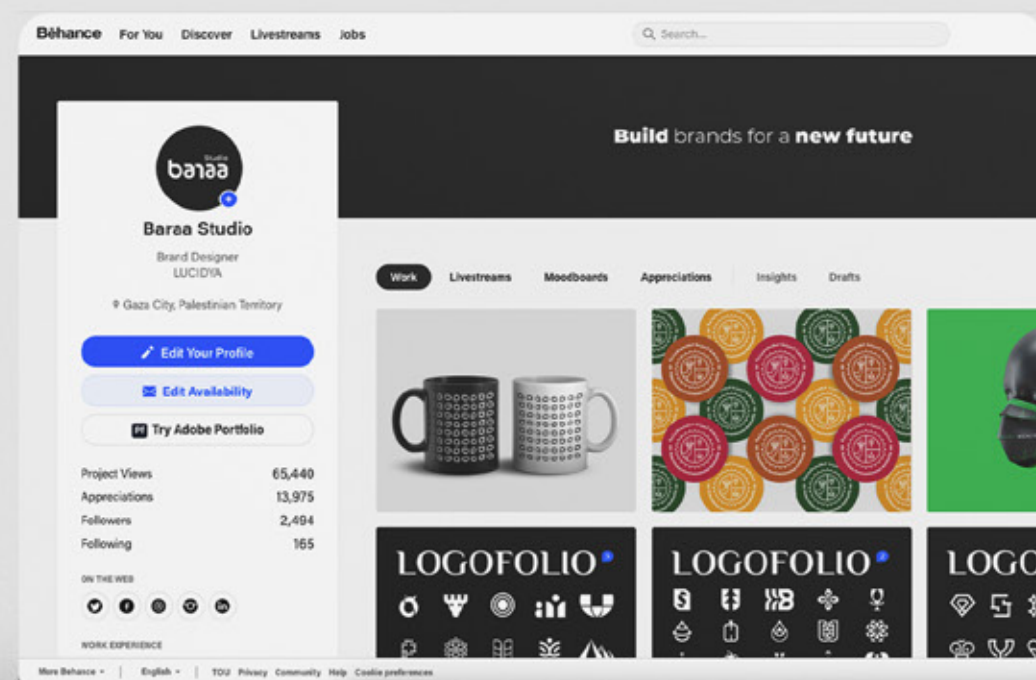 Bēhance For You Discover Livestreams Jobs Search...
Build brands for a new future
Studio
baraa
Baraa Studio
Brand Designer
LUCIDYA
Gaza City, Palestinian Territory
Edit Your Profile
Edit Availability
Pf Try Adobe Portfolio
Project Views 65,440
Appreciations 13,975
Followers 2,494
Following 165
ON THE WEB
WORK EXPERIENCE
Work Livestreams Moodboards Appreciations Insights Drafts
LOGOFOLIO
LOGOFOLIO 2
LOGO
More Behance English TOU Privacy Community Help Cookie preferences